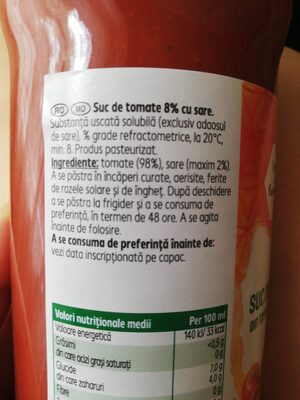 RO MD Suc de tomate 8% cu sare.
Substanță uscată solubilă (exclusiv adaosul
de sare), % grade refractometrice, la 20°C,
min. 8. Produs pasteurizat.
Ingrediente: tomate (98%), sare (maxim 2%).
A se păstra în încăperi curate, aerisite, ferite
de razele solare și de îngheț. După deschidere
a se păstra la frigider și a se consuma de
preferință, în termen de 48 ore. A se agita
înainte de folosire.
A se consuma de preferință înainte de:
vezi data inscripționată pe capac.
Valori nutriționale medii Per 100 ml
Valoare energetică 140 kJ/ 33 kcal
Grăsimi <0,5 g
din care acizi grași saturați 0 g
Glucide 7,0 g
din care zaharuri 4,0 g
Fibre 0 g
SUC
DIN